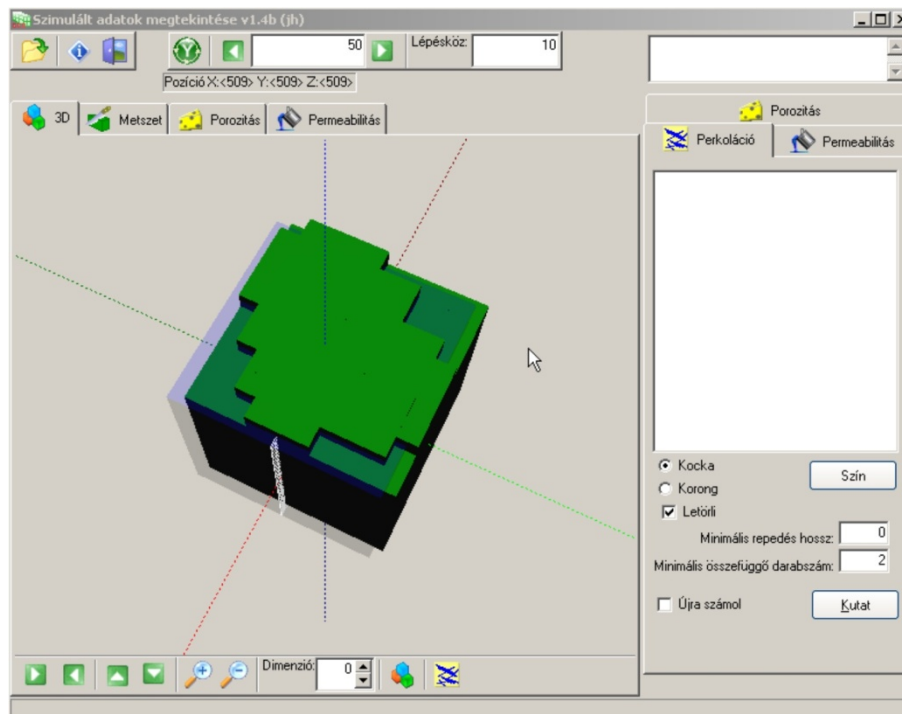 Szimulált adatok megtekintése v1.4b (jh)
50
Lépésköz:
10
Pozíció X:<509> Y:<509> Z:<509>
3D
Metszet
Porozitás
Permeabilitás
Porozitás
Perkoláció
Permeabilitás
Kocka
Korong
Szín
Letörli
Minimális repedés hossz:
0
Minimális összefüggő darabszám:
2
Újra számol
Kutat
Dimenzió:
0